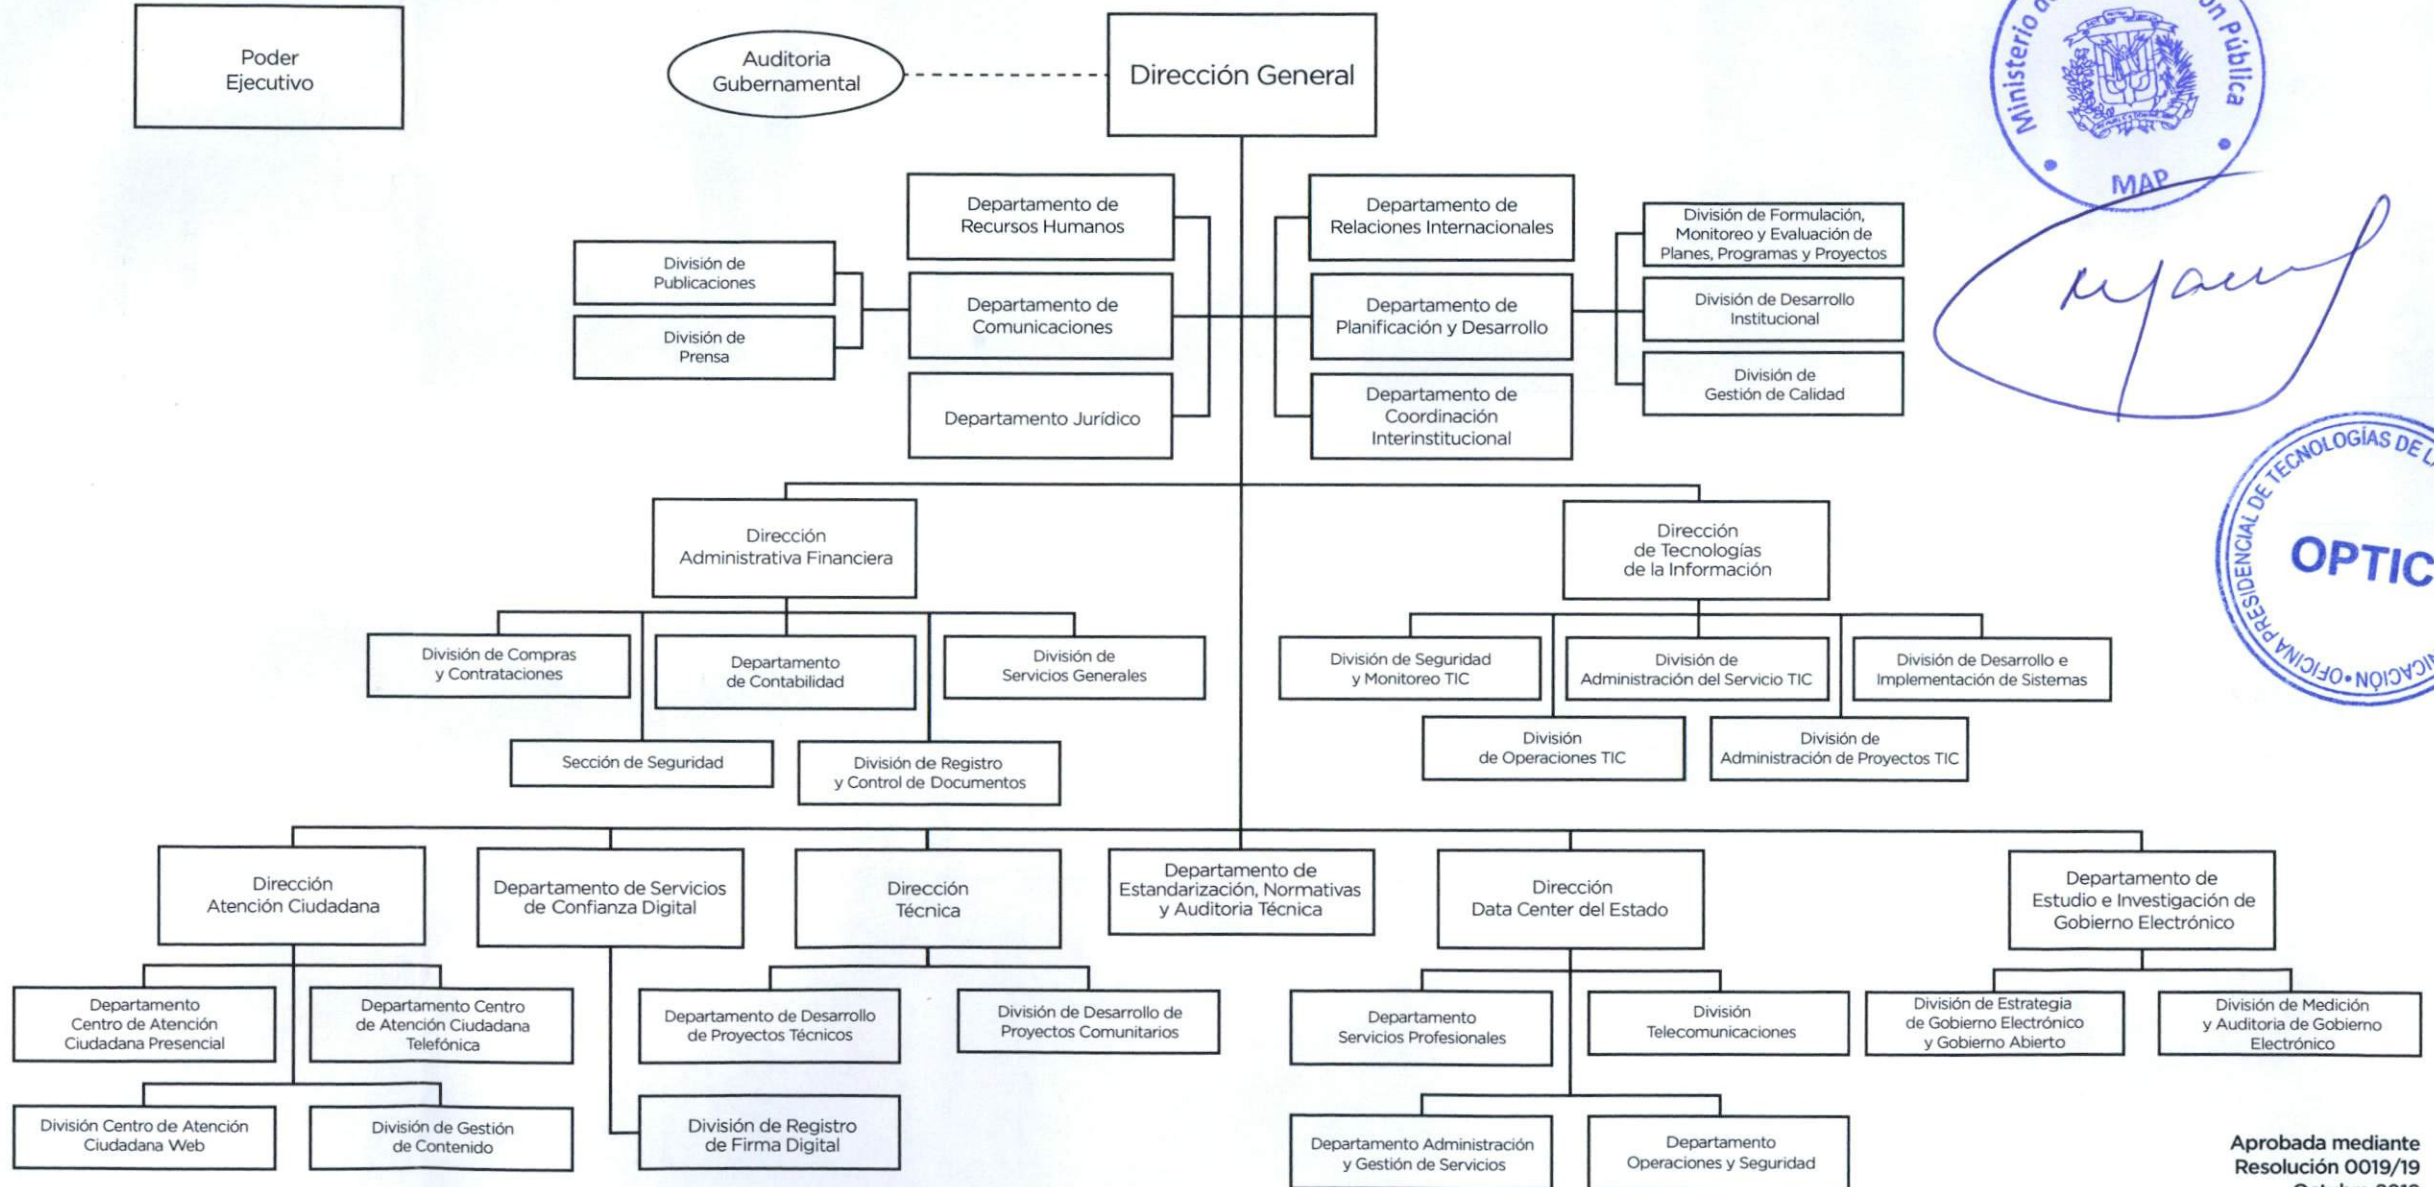 Poder
Ejecutivo
Auditoria
Gubernamental
Dirección General
Ministerio de
Pública
MAP
Departamento de
Recursos Humanos
Departamento de
Relaciones Internacionales
División de Formulación,
Monitoreo y Evaluación de
Planes, Programas y Proyectos
División de
Publicaciones
Departamento de
Comunicaciones
Departamento de
Planificación y Desarrollo
División de Desarrollo
Institucional
División de
Prensa
División de
Gestión de Calidad
Departamento Jurídico
Departamento de
Coordinación
Interinstitucional
OFICINA PRESIDENCIAL DE TECNOLOGÍAS DE
OPTIC
Dirección
Administrativa Financiera
Dirección
de Tecnologías
de la Información
División de Compras
y Contrataciones
Departamento
de Contabilidad
División de
Servicios Generales
División de Seguridad
y Monitoreo TIC
División de
Administración del Servicio TIC
División de Desarrollo e
Implementación de Sistemas
Sección de Seguridad
División de Registro
y Control de Documentos
División
de Operaciones TIC
División de
Administración de Proyectos TIC
Dirección
Atención Ciudadana
Departamento de Servicios
de Confianza Digital
Dirección
Técnica
Departamento de
Estandarización, Normativas
y Auditoria Técnica
Dirección
Data Center del Estado
Departamento de
Estudio e Investigación de
Gobierno Electrónico
Departamento
Centro de Atención
Ciudadana Presencial
Departamento Centro
de Atención Ciudadana
Telefónica
Departamento de Desarrollo
de Proyectos Técnicos
División de Desarrollo de
Proyectos Comunitarios
Departamento
Servicios Profesionales
División
Telecomunicaciones
División de Estrategia
de Gobierno Electrónico
y Gobierno Abierto
División de Medición
y Auditoria de Gobierno
Electrónico
División Centro de Atención
Ciudadana Web
División de Gestión
de Contenido
División de Registro
de Firma Digital
Departamento Administración
y Gestión de Servicios
Departamento
Operaciones y Seguridad
Aprobada mediante
Resolución 0019/19